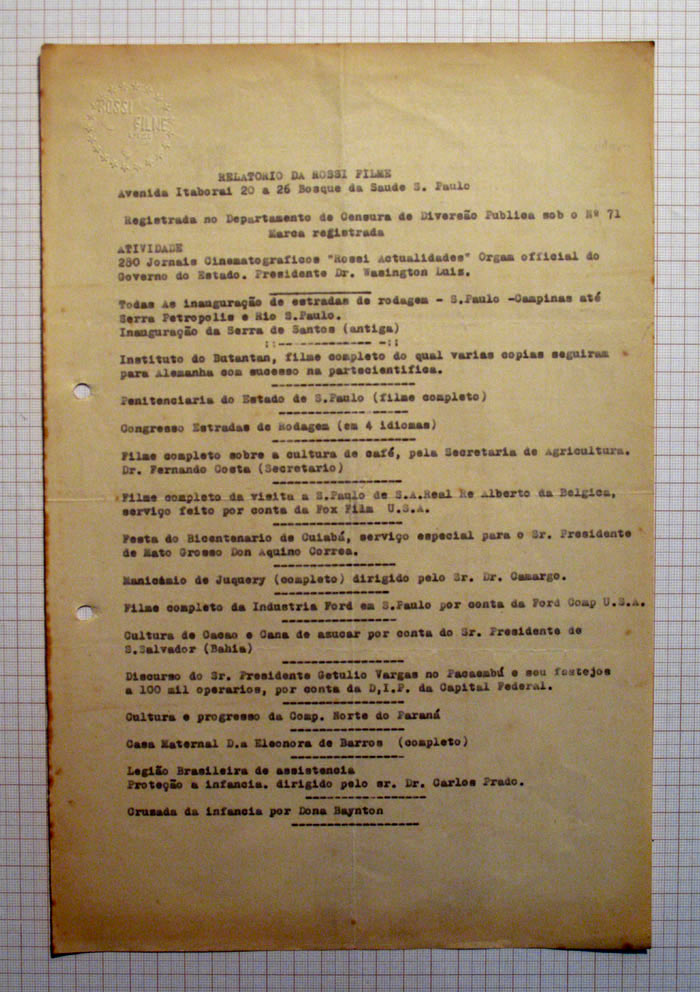 ROSSI
FILME
RELATORIO DA ROSSI FILME
Avenida Itaborai 20 a 26 Bosque da Saude S. Paulo
Registrada no Departamento de Censura de Diversão Publica sob o Nº 71
Marca registrada
ATIVIDADE
280 Jornais Cinematograficos "Rossi Actualidades" Orgam official do
Governo do Estado. Presidente Dr. Wasington Luis.
Todas As inauguração de estradas de rodagem - S.Paulo -Campinas até
Serra Petropolis e Rio S.Paulo.
Inauguração da Serra de Santos (antiga)
Instituto do Butantan, filme completo do qual varias copias seguiram
para Alemanha com sucesso na partecientifica.
Penitenciaria do Estado de S.Paulo (filme completo)
Congresso Estradas de Rodagem (em 4 idiomas)
Filme completo sobre a cultura de café, pela Secretaria de Agricultura.
Dr. Fernando Costa (Secretario)
Filme completo da visita a S.Paulo de S.A.Real Re Alberto da Belgica,
serviço feito por conta da Fox Film U.S.A.
Festa do Bicentenario de Cuiabá, serviço especial para o Sr. Presidente
de Mato Grosso Don Aquino Correa.
Manicômio de Juquery (completo) dirigido pelo Sr. Dr. Camargo.
Filme completo da Industria Ford em S.Paulo por conta da Ford Comp U.S.A.
Cultura de Cacao e Cana de azucar por conta do Sr. Presidente de
S.Salvador (Bahia)
Discurso do Sr. Presidente Getulio Vargas no Pacaembú e seu festejos
a 100 mil operarios, por conta da D,I.P. da Capital Federal.
Cultura e progresso da Comp. Norte do Paraná
Casa Maternal D.a Eleonora de Barros (completo)
Legião Brasileira de assistencia
Proteção a infancia. dirigido pelo sr. Dr. Carlos Prado.
Cruzada da infancia por Dona Baynton